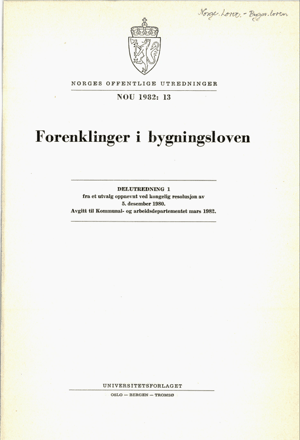 Norge. Lover. - Bygn. loven
NORGES OFFENTLIGE UTREDNINGER
NOU 1982: 13
Forenklinger i bygningsloven
DELUTREDNING 1
fra et utvalg oppnevnt ved kongelig resolusjon av
5. desember 1980.
Avgitt til Kommunal- og arbeidsdepartementet mars 1982.
UNIVERSITETSFORLAGET
OSLO — BERGEN — TROMSØ